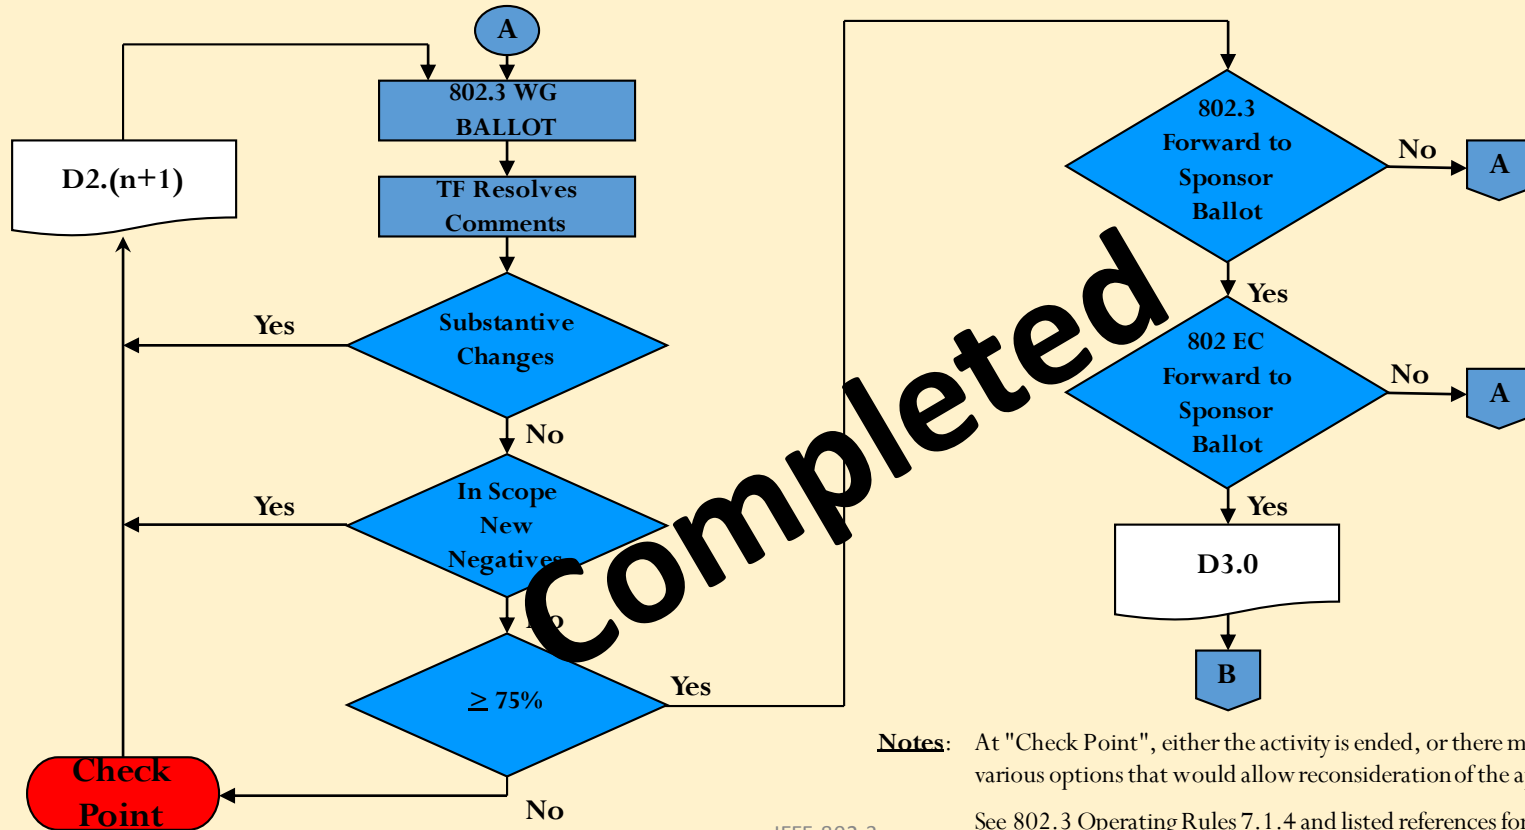 A
802.3 WG
BALLOT
D2.(n+1)
TF Resolves
Comments
Substantive
Changes
Yes
No
In Scope
New
Negatives
Yes
No
≥ 75%
Yes
No
Check
Point
802.3
Forward to
Sponsor
Ballot
No
A
Yes
802 EC
Forward to
Sponsor
Ballot
No
A
Yes
D3.0
B
Completed
Notes: At "Check Point", either the activity is ended, or there
various options that would allow reconsideration of the
See 802.3 Operating Rules 7.1.4 and listed references for